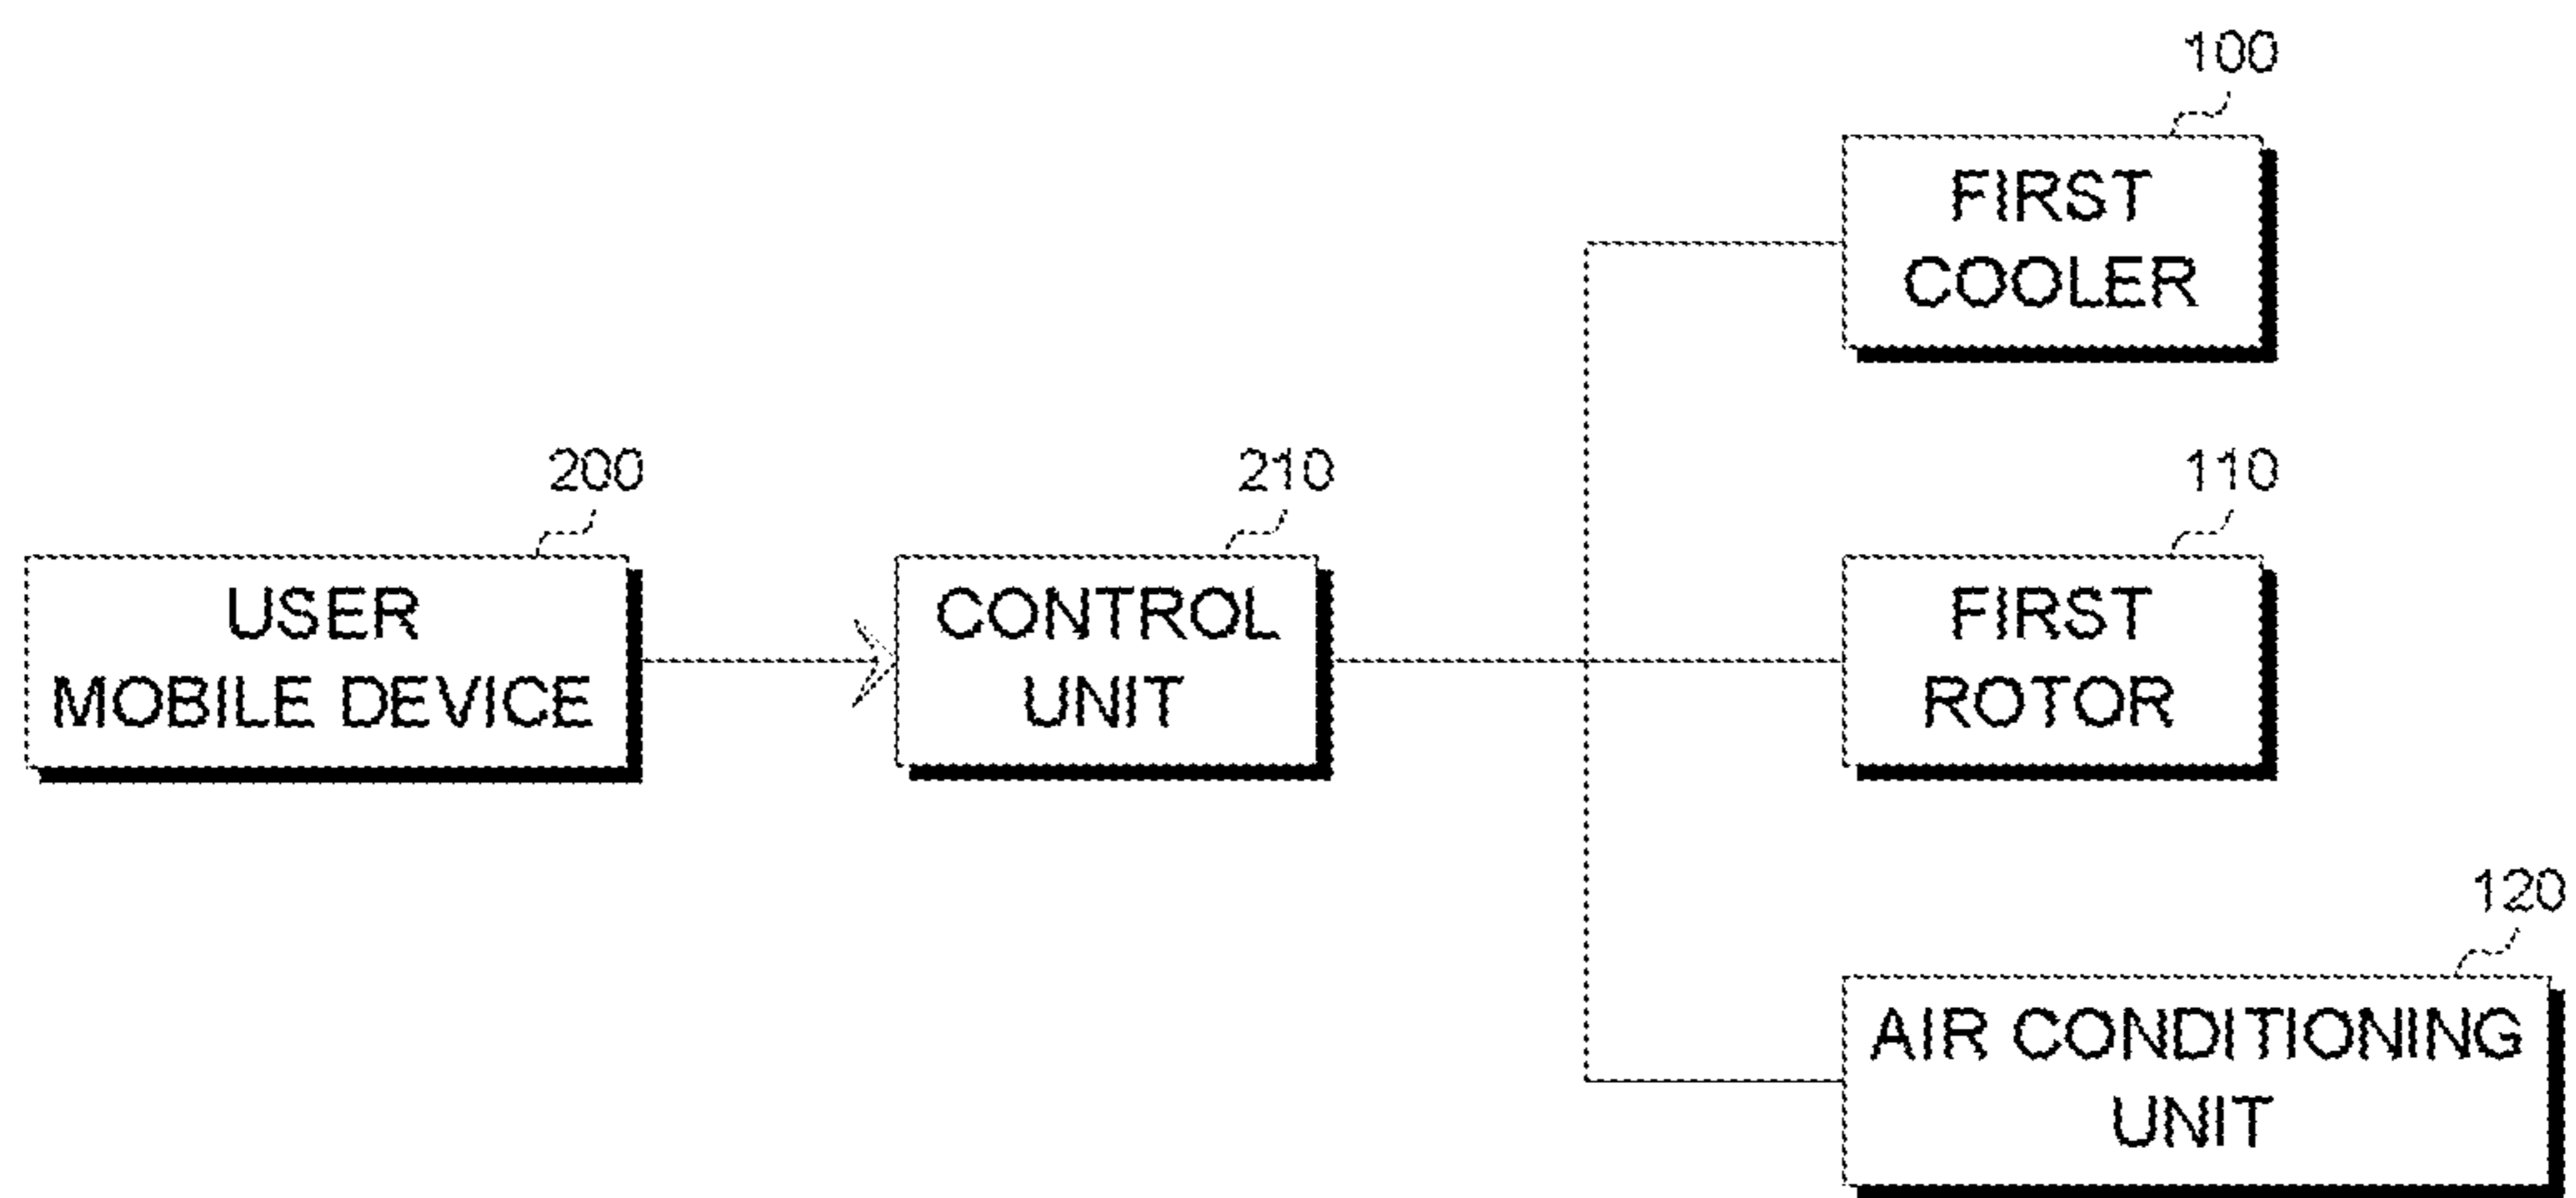 100
FIRST
COOLER
200
USER
MOBILE DEVICE
210
CONTROL
UNIT
110
FIRST
ROTOR
120
AIR CONDITIONING
UNIT